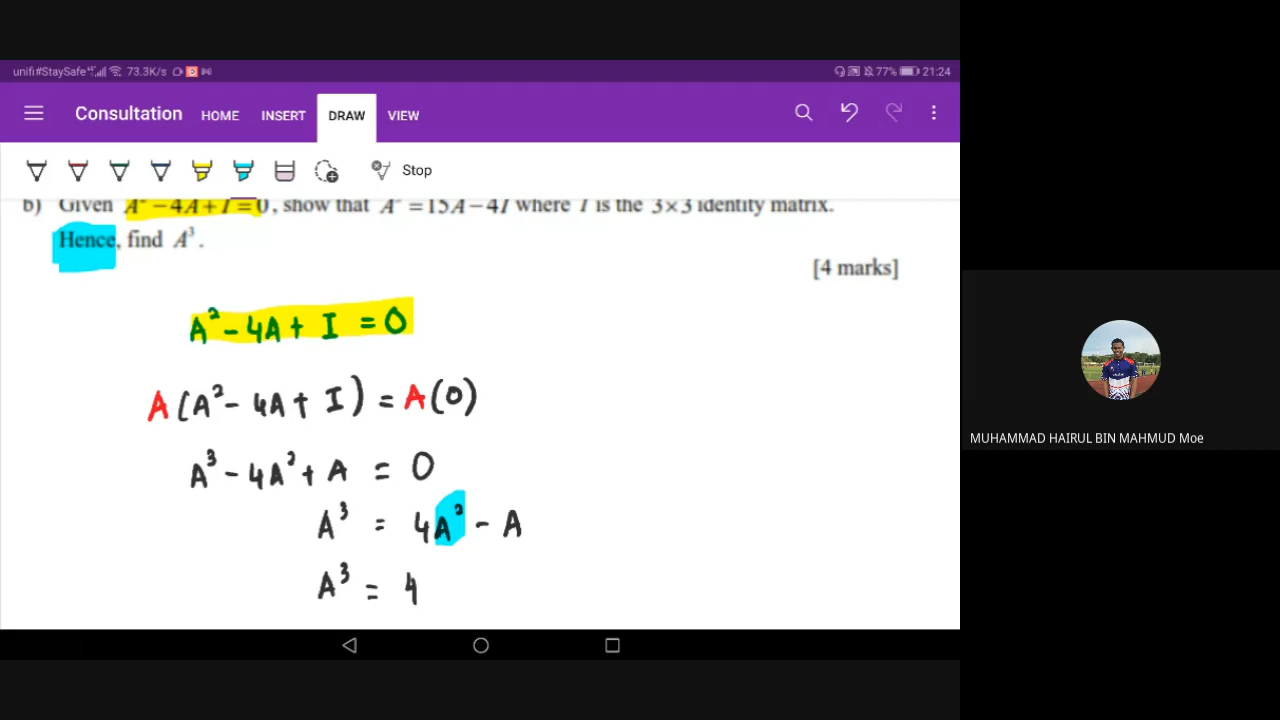 unifi#StaySafe 73.3K/s 77% 21:24
Consultation HOME INSERT DRAW VIEW
Stop
b) Given A² − 4A + I = 0, show that A³ = 15A − 4I where I is the 3×3 identity matrix.
Hence, find A³.
[4 marks]
A² − 4A + I = 0
A(A² − 4A + I) = A(0)
A³ − 4A² + A = 0
A³ = 4A² − A
A³ = 4
MUHAMMAD HAIRUL BIN MAHMUD Moe